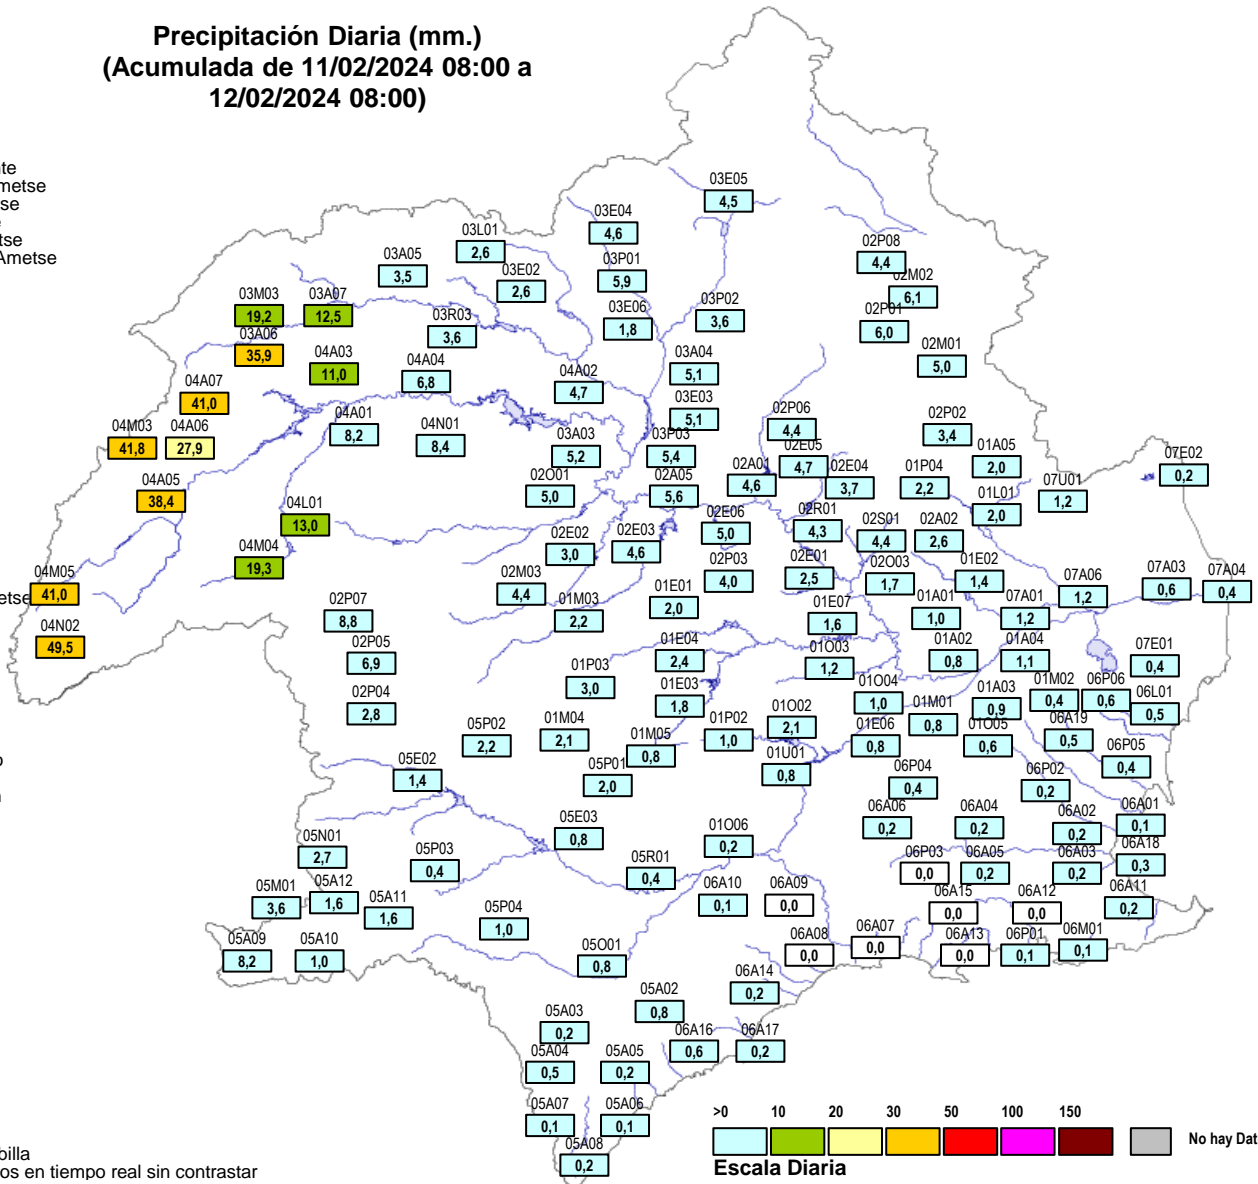 Precipitación Diaria (mm.)
(Acumulada de 11/02/2024 08:00 a
12/02/2024 08:00)
nte
metse
se
e
tse
Ametse
03E05
4,5
03E04
4,6
03L01
2,6
02P08
4,4
03A05
3,5
03P01
5,9
03E02
2,6
02M02
6,1
03M03
19,2
03A07
12,5
03P02
3,6
03E06
1,8
02P01
6,0
03R03
3,6
03A06
35,9
02M01
5,0
04A03
11,0
03A04
5,1
04A04
6,8
04A02
4,7
04A07
41,0
03E03
5,1
04A01
8,2
02P06
4,4
02P02
3,4
04M03
41,8
04A06
27,9
04N01
8,4
03A03
5,2
03P03
5,4
02E05
4,7
01A05
2,0
07E02
0,2
02A01
4,6
02E04
3,7
01P04
2,2
04A05
38,4
02O01
5,0
02A05
5,6
07U01
1,2
01L01
2,0
04L01
13,0
02E06
5,0
02R01
4,3
02S01
4,4
02A02
2,6
02E02
3,0
02E03
4,6
04M04
19,3
02P03
4,0
02E01
2,5
02O03
1,7
01E02
1,4
04M05
41,0
02M03
4,4
07A06
1,2
07A03
0,6
07A04
0,4
etse
02P07
8,8
01M03
2,2
01E01
2,0
01E07
1,6
01A01
1,0
07A01
1,2
04N02
49,5
02P05
6,9
01E04
2,4
01O03
1,2
01A02
0,8
01A04
1,1
07E01
0,4
01P03
3,0
01E03
1,8
01O04
1,0
01A03
0,9
01M02
0,4
06P06
0,6
06L01
0,5
02P04
2,8
01O02
2,1
01M01
0,8
05P02
2,2
01M04
2,1
01P02
1,0
01E06
0,8
01O05
0,6
06A19
0,5
01M05
0,8
06P05
0,4
o
05E02
1,4
05P01
2,0
01U01
0,8
06P04
0,4
06P02
0,2
05E03
0,8
06A06
0,2
06A04
0,2
06A02
0,2
06A01
0,1
05N01
2,7
01O06
0,2
05P03
0,4
05R01
0,4
06P03
0,0
06A05
0,2
06A03
0,2
06A18
0,3
05M01
3,6
05A12
1,6
05A11
1,6
06A10
0,1
06A09
0,0
06A15
0,0
06A12
0,0
06A11
0,2
05P04
1,0
05A09
8,2
05A10
1,0
05O01
0,8
06A08
0,0
06A07
0,0
06A13
0,0
06P01
0,1
06M01
0,1
06A14
0,2
05A02
0,8
05A03
0,2
06A16
0,6
06A17
0,2
05A04
0,5
05A05
0,2
05A07
0,1
05A06
0,1
05A08
0,2
>0 10 20 30 50 100 150
No hay Dat
Escala Diaria
billa
os en tiempo real sin contrastar